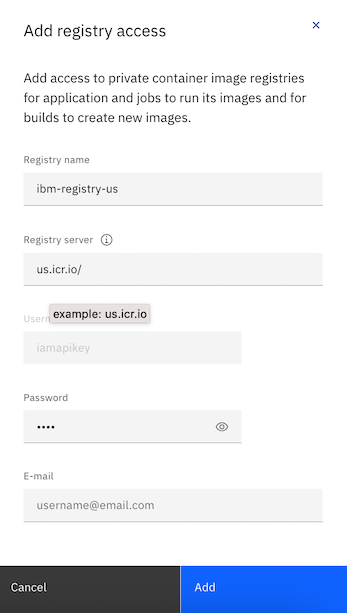 Add registry access
Add access to private container image registries
for application and jobs to run its images and for
builds to create new images.
Registry name
ibm-registry-us
Registry server
us.icr.io/
example: us.icr.io
iamapikey
Password
••••
E-mail
username@email.com
Cancel
Add